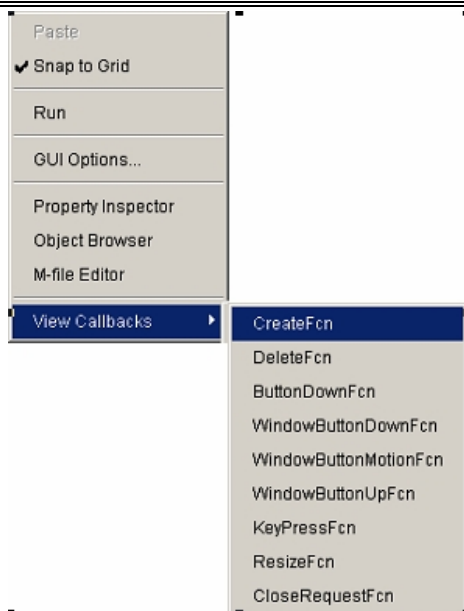 Paste
Snap to Grid
Run
GUI Options...
Property Inspector
Object Browser
M-file Editor
View Callbacks
CreateFcn
DeleteFcn
ButtonDownFcn
WindowButtonDownFcn
WindowButtonMotionFcn
WindowButtonUpFcn
KeyPressFcn
ResizeFcn
CloseRequestFcn